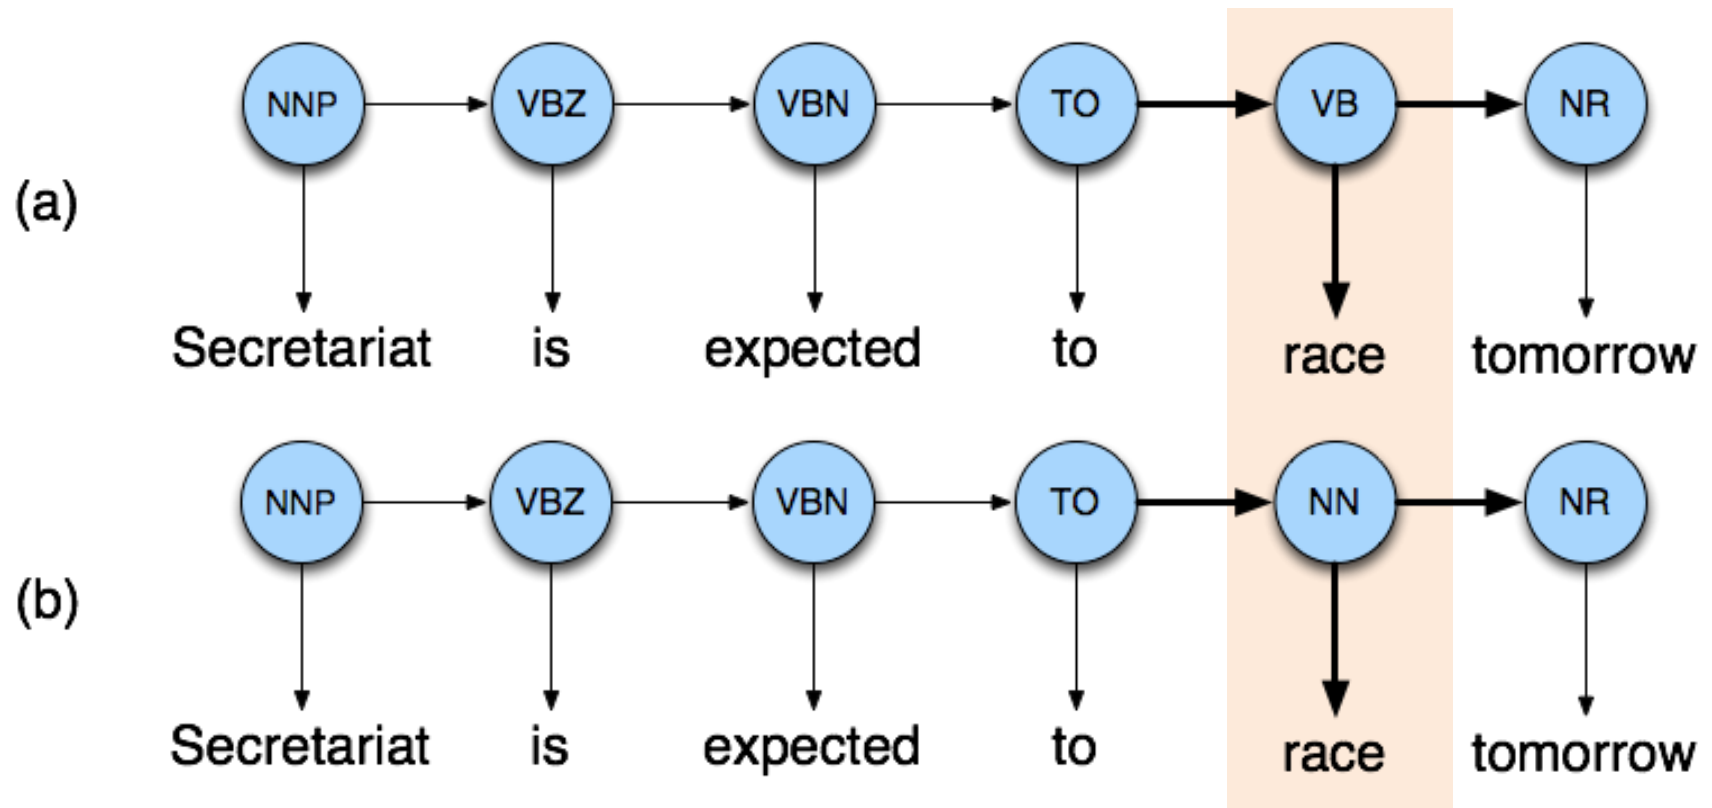 NNP VBZ VBN TO VB NR
(a)
Secretariat is expected to race tomorrow
NNP VBZ VBN TO NN NR
(b)
Secretariat is expected to race tomorrow